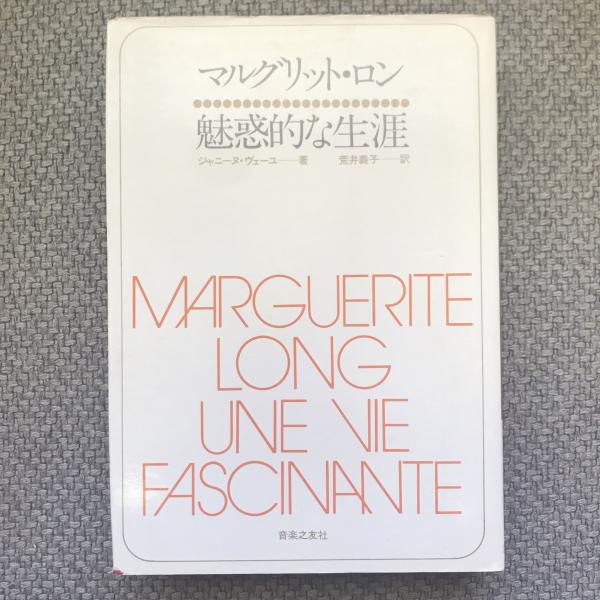 マルグリット・ロン
魅惑的な生涯
ジャニーヌ・ヴェーユ——著 荒井義子——訳
MARGUERITE
LONG
UNE VIE
FASCINANTE
音楽之友社